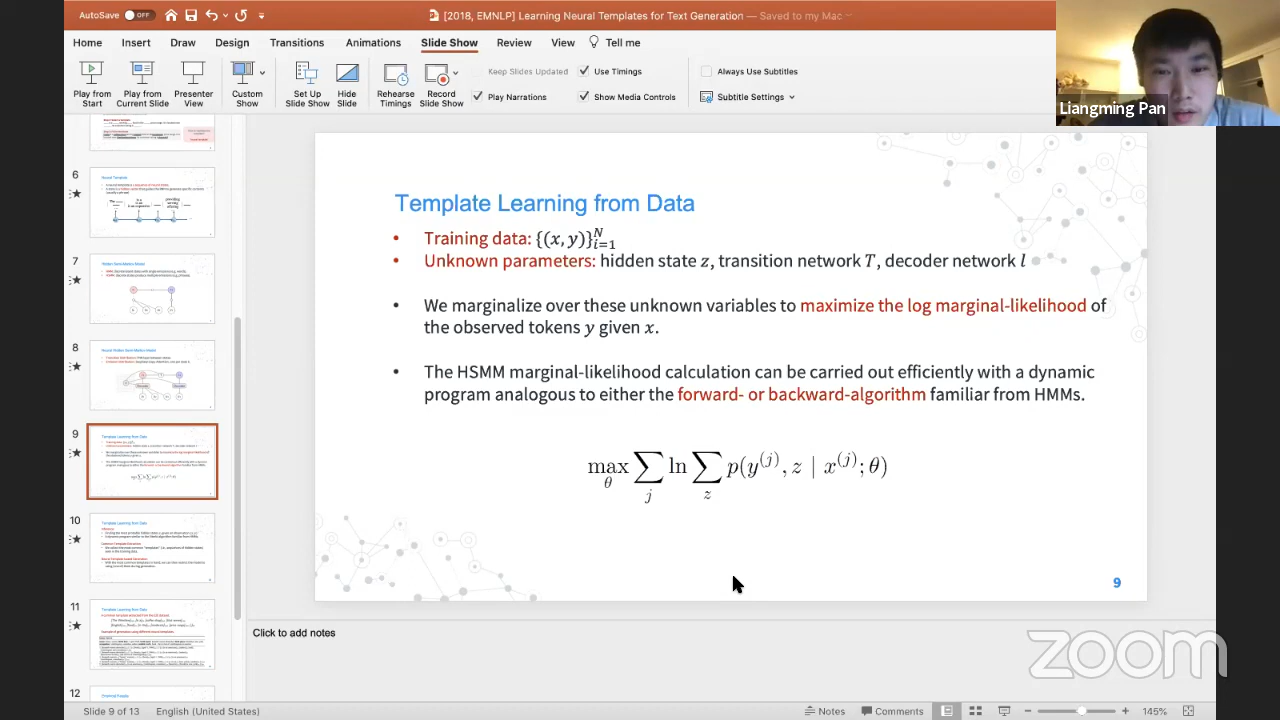 AutoSave OFF
[2018, EMNLP] Learning Neural Templates for Text Generation — Saved to my Mac
Home Insert Draw Design Transitions Animations Slide Show Review View Tell me
Play from Start
Play from Current Slide
Presenter View
Custom Show
Set Up Slide Show
Hide Slide
Rehearse Timings
Record Slide Show
Keep Slides Updated
Use Timings
Play Narrations
Show Media Controls
Always Use Subtitles
Subtitle Settings
Liangming Pan
6
7
8
9
10
11
12
Template Learning from Data
• Training data: {(x, y)}_{i=1}^{N}
• Unknown parameters: hidden state z, transition network T, decoder network l
• We marginalize over these unknown variables to maximize the log marginal-likelihood of
the observed tokens y given x.
• The HSMM marginal-likelihood calculation can be carried out efficiently with a dynamic
program analogous to either the forward- or backward-algorithm familiar from HMMs.
max_θ ∑_j ln ∑_z p(y^{(j)}, z | x^{(j)}; θ)
9
Click to add notes
zoom
Slide 9 of 13 English (United States) Notes Comments 145%